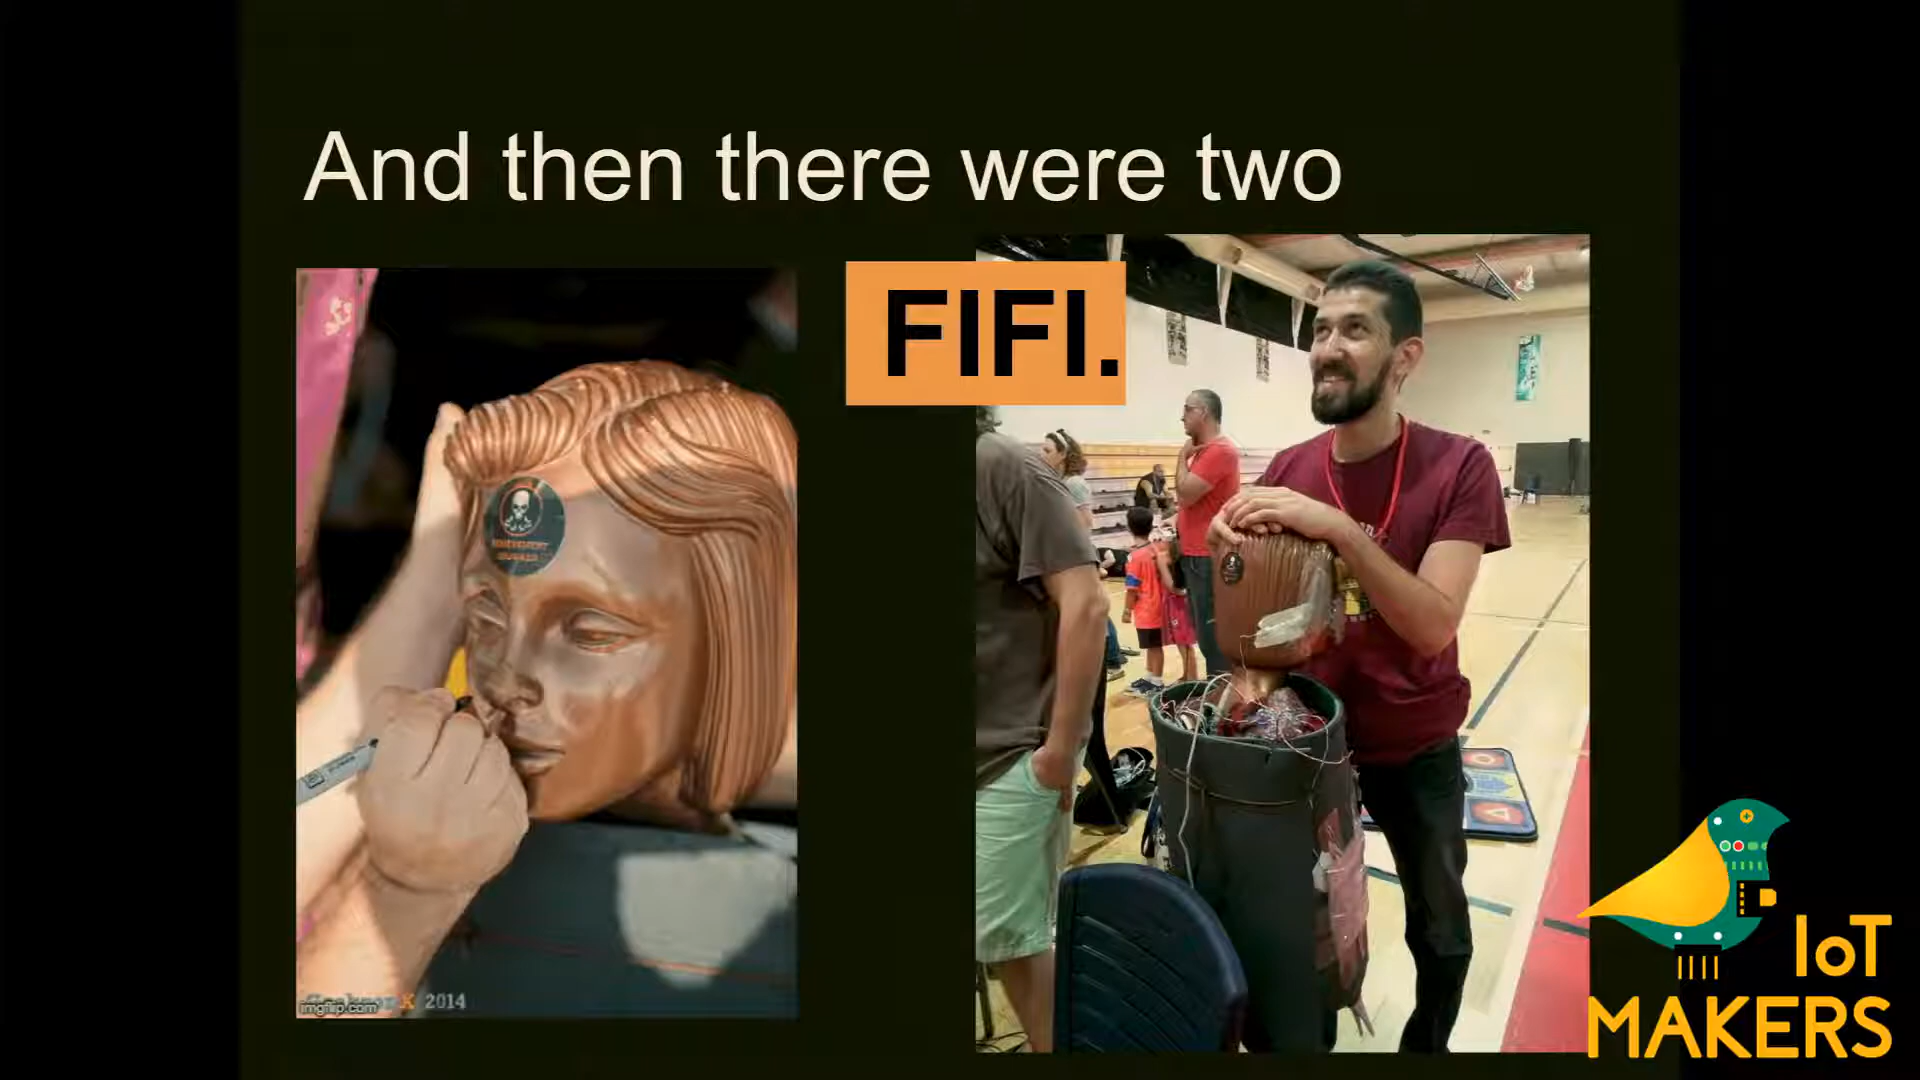 And then there were two
FIFI.
2014
imgflip.com
IoT
MAKERS